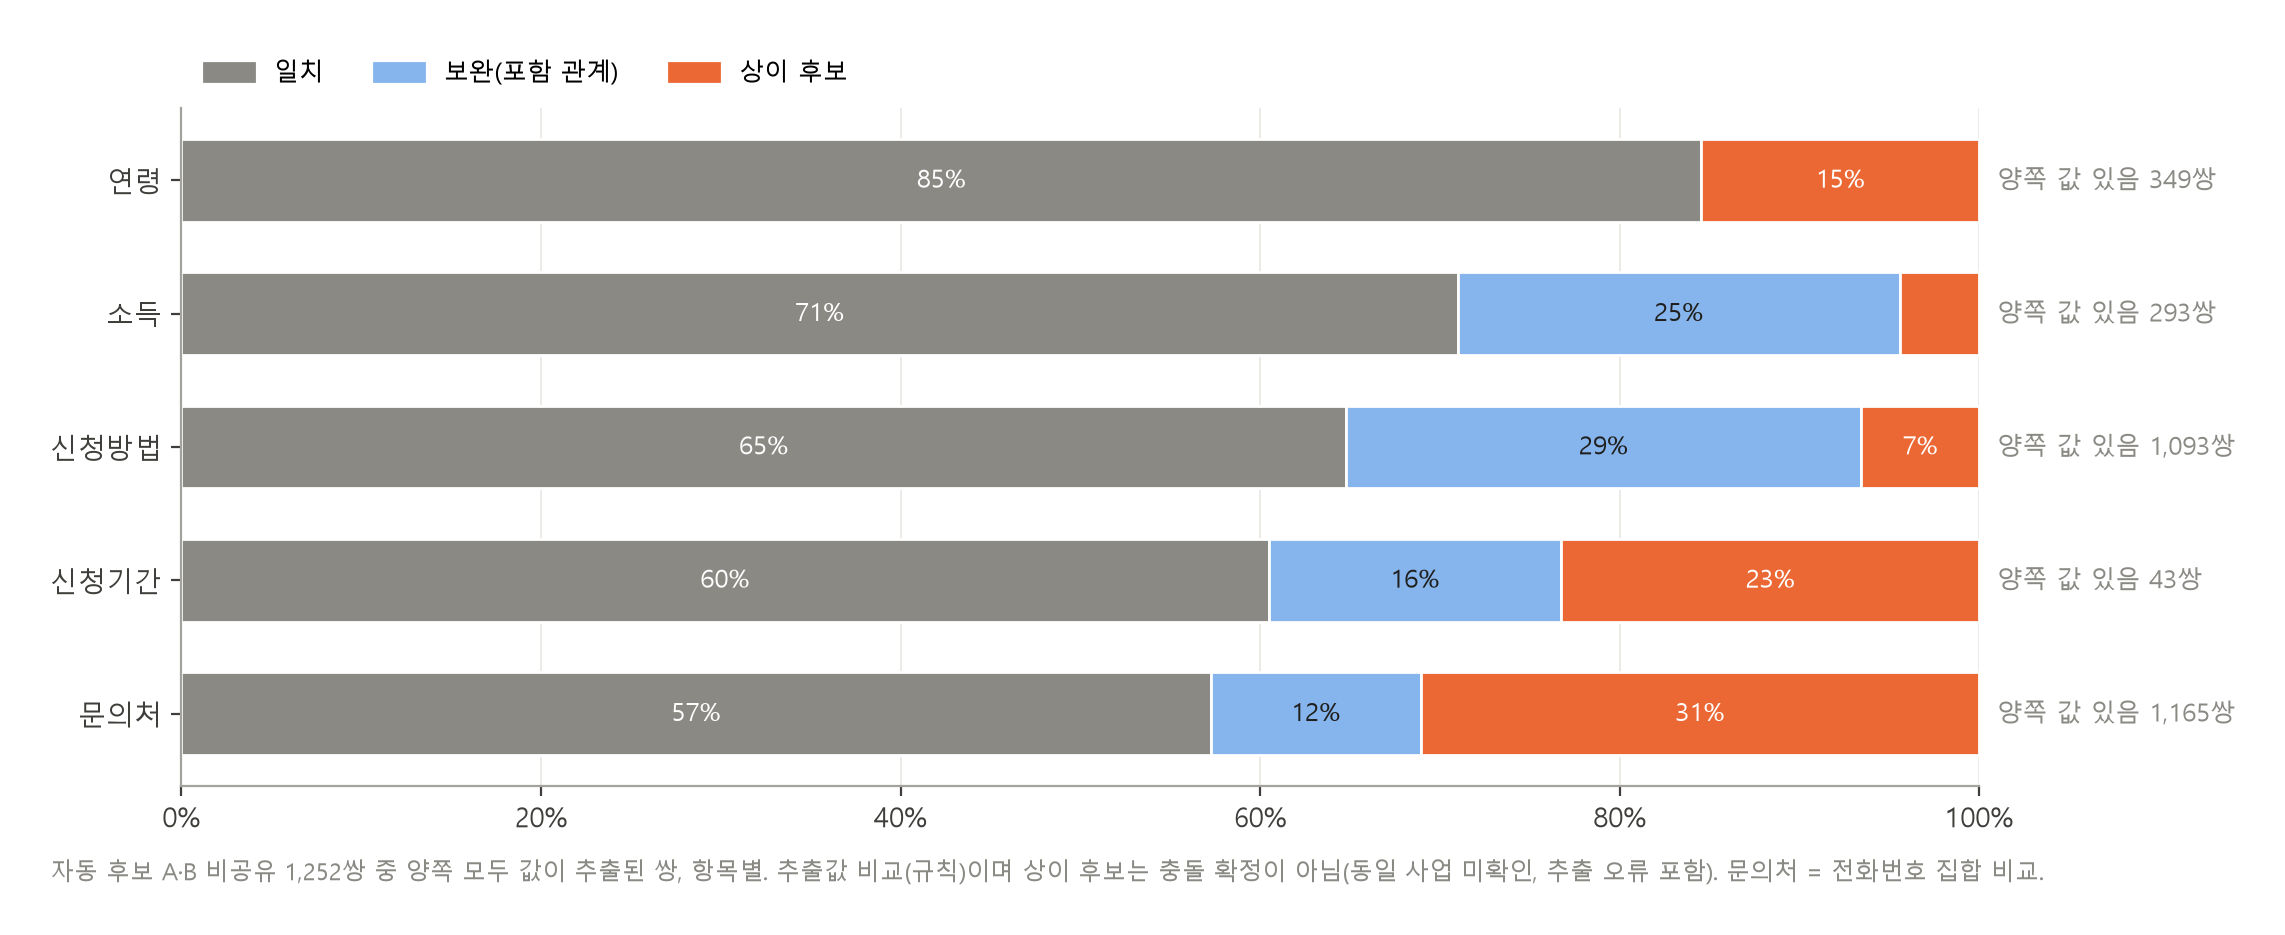 일치 보완(포함 관계) 상이 후보
연령 85% 15% 양쪽 값 있음 349쌍
소득 71% 25% 양쪽 값 있음 293쌍
신청방법 65% 29% 7% 양쪽 값 있음 1,093쌍
신청기간 60% 16% 23% 양쪽 값 있음 43쌍
문의처 57% 12% 31% 양쪽 값 있음 1,165쌍
0% 20% 40% 60% 80% 100%
자동 후보 A·B 비공유 1,252쌍 중 양쪽 모두 값이 추출된 쌍, 항목별. 추출값 비교(규칙)이며 상이 후보는 충돌 확정이 아님(동일 사업 미확인, 추출 오류 포함). 문의처 = 전화번호 집합 비교.